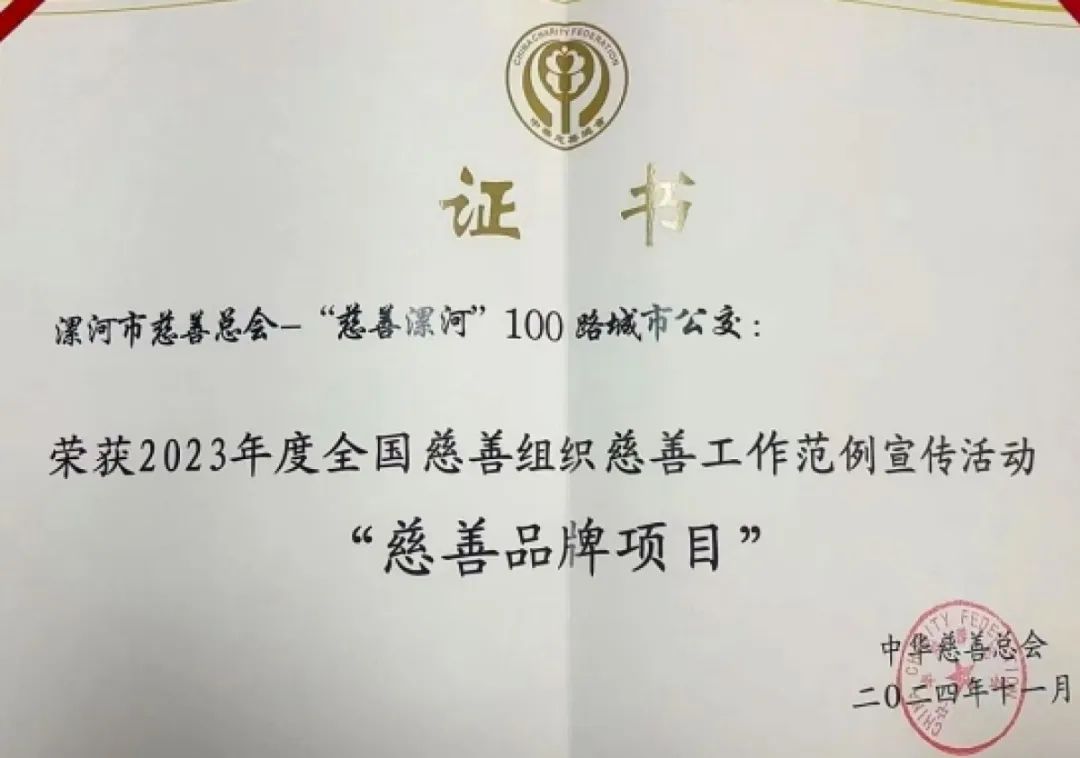 CHINA CHARITY FEDERATION
中华慈善总会
证 书
漯河市慈善总会–“慈善漯河”100路城市公交：
荣获2023年度全国慈善组织慈善工作范例宣传活动
“慈善品牌项目”
中华慈善总会
二〇二四年十一月
CHINA CHARITY FEDERATION